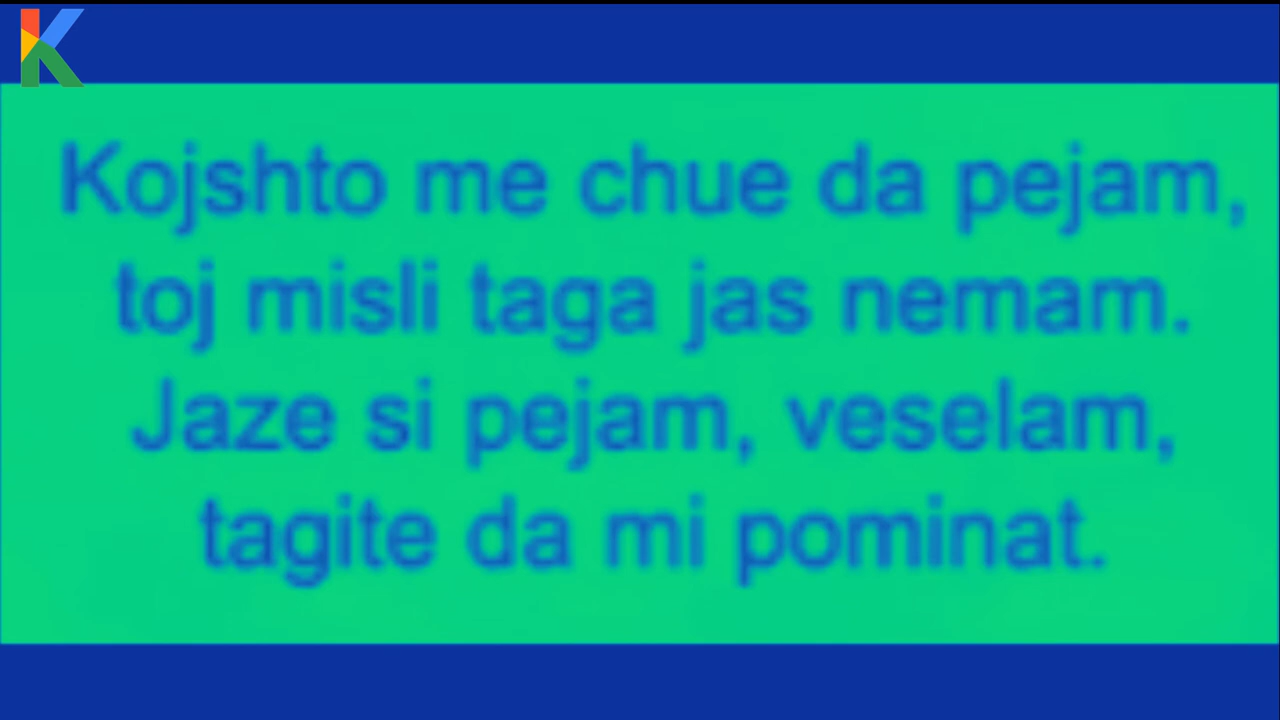 K
Kojshto me chue da pejam,
toj misli taga jas nemam.
Jaze si pejam, veselam,
tagite da mi pominat.